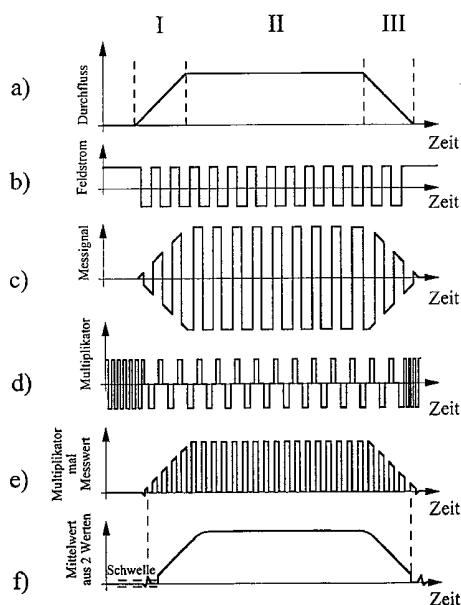 I II III
a)
Durchfluss
Zeit
b)
Feldstrom
Zeit
c)
Messignal
Zeit
d)
Multiplikator
Zeit
e)
Multiplikator
mal
Messwert
Zeit
f)
Mittelwert
aus 2 Werten
Schwelle
Zeit